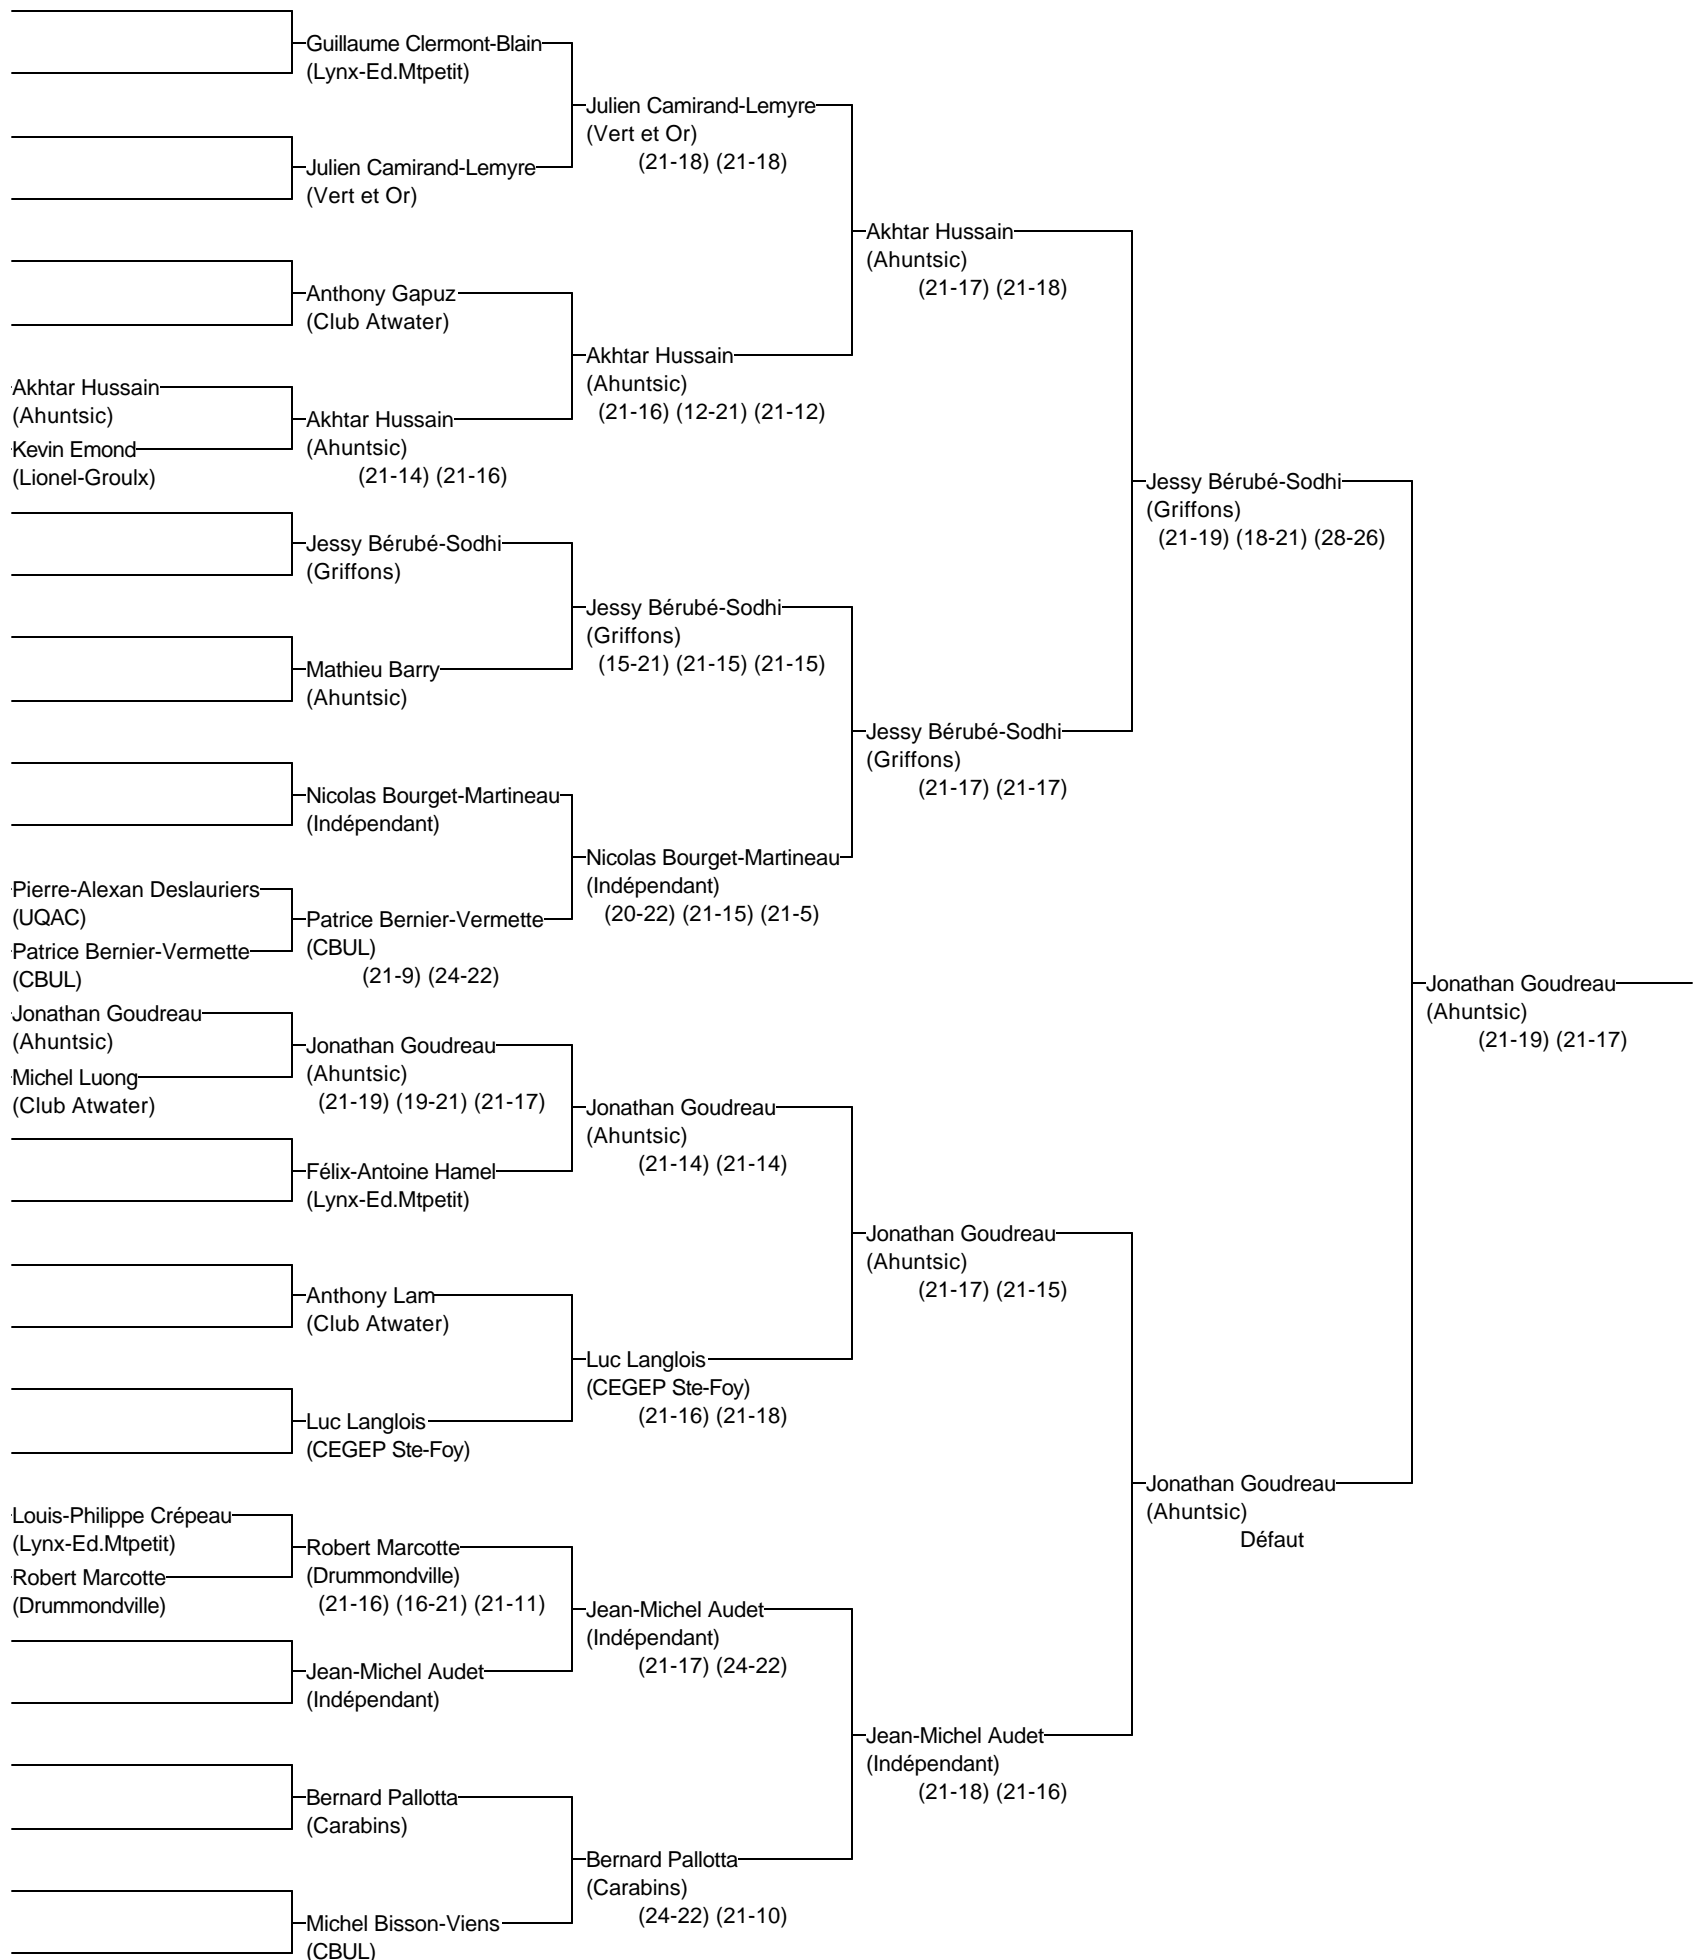 Guillaume Clermont-Blain
(Lynx-Ed.Mtpetit)
Julien Camirand-Lemyre
(Vert et Or)
(21-18) (21-18)
Julien Camirand-Lemyre
(Vert et Or)
Akhtar Hussain
(Ahuntsic)
(21-17) (21-18)
Anthony Gapuz
(Club Atwater)
Akhtar Hussain
(Ahuntsic)
(21-16) (12-21) (21-12)
Akhtar Hussain
(Ahuntsic)
Kevin Emond
(Lionel-Groulx)
Akhtar Hussain
(Ahuntsic)
(21-14) (21-16)
Jessy Bérubé-Sodhi
(Griffons)
(21-19) (18-21) (28-26)
Jessy Bérubé-Sodhi
(Griffons)
Jessy Bérubé-Sodhi
(Griffons)
(15-21) (21-15) (21-15)
Mathieu Barry
(Ahuntsic)
Jessy Bérubé-Sodhi
(Griffons)
(21-17) (21-17)
Nicolas Bourget-Martineau
(Indépendant)
Nicolas Bourget-Martineau
(Indépendant)
(20-22) (21-15) (21-5)
Pierre-Alexan Deslauriers
(UQAC)
Patrice Bernier-Vermette
(CBUL)
Patrice Bernier-Vermette
(CBUL)
(21-9) (24-22)
Jonathan Goudreau
(Ahuntsic)
(21-19) (21-17)
Jonathan Goudreau
(Ahuntsic)
Michel Luong
(Club Atwater)
Jonathan Goudreau
(Ahuntsic)
(21-19) (19-21) (21-17)
Jonathan Goudreau
(Ahuntsic)
(21-14) (21-14)
Félix-Antoine Hamel
(Lynx-Ed.Mtpetit)
Jonathan Goudreau
(Ahuntsic)
(21-17) (21-15)
Anthony Lam
(Club Atwater)
Luc Langlois
(CEGEP Ste-Foy)
(21-16) (21-18)
Luc Langlois
(CEGEP Ste-Foy)
Jonathan Goudreau
(Ahuntsic)
Défaut
Louis-Philippe Crépeau
(Lynx-Ed.Mtpetit)
Robert Marcotte
(Drummondville)
Robert Marcotte
(Drummondville)
(21-16) (16-21) (21-11)
Jean-Michel Audet
(Indépendant)
(21-17) (24-22)
Jean-Michel Audet
(Indépendant)
Jean-Michel Audet
(Indépendant)
(21-18) (21-16)
Bernard Pallotta
(Carabins)
Bernard Pallotta
(Carabins)
(24-22) (21-10)
Michel Bisson-Viens
(CBUL)